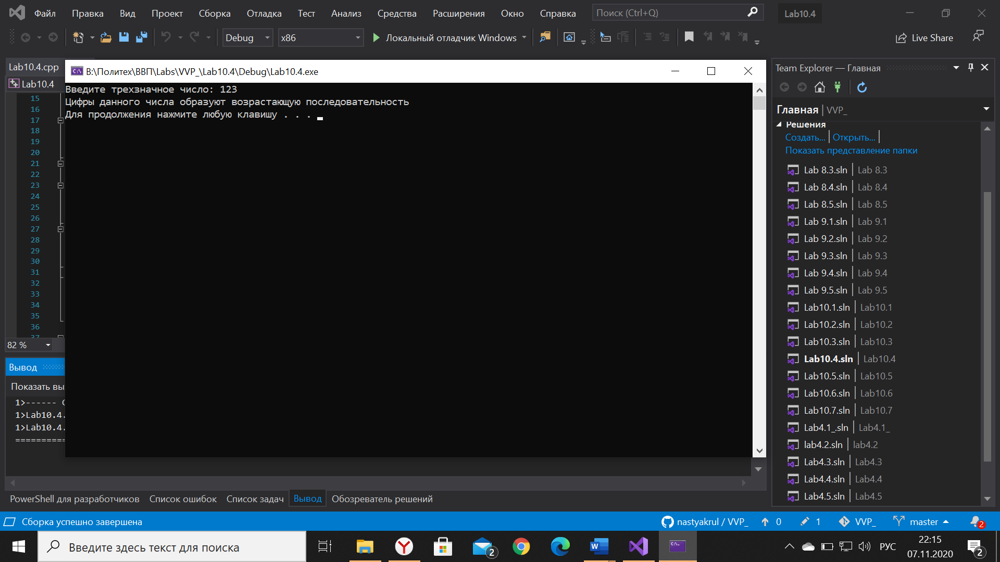 Файл Правка Вид Проект Сборка Отладка Тест Анализ Средства Расширения Окно Справка Поиск (Ctrl+Q) Lab10.4
Debug x86 Локальный отладчик Windows Live Share
Lab10.4.cpp
Lab10.4
15
16
17
18
19
20
21
22
23
24
25
26
27
28
29
30
31
32
33
34
35
36
37
82 %
B:\Политех\ВВП\Labs\VVP_\Lab10.4\Debug\Lab10.4.exe
Введите трехзначное число: 123
Цифры данного числа образуют возрастающую последовательность
Для продолжения нажмите любую клавишу . . .
Вывод
Показать вы
1>------
1>Lab10.4.
1>Lab10.4.
==========
PowerShell для разработчиков Список ошибок Список задач Вывод Обозреватель решений
Team Explorer — Главная
Главная | VVP_
Решения
Создать... | Открыть... |
Показать представление папки
Lab 8.3.sln | Lab 8.3
Lab 8.4.sln | Lab 8.4
Lab 8.5.sln | Lab 8.5
Lab 9.1.sln | Lab 9.1
Lab 9.2.sln | Lab 9.2
Lab 9.3.sln | Lab 9.3
Lab 9.4.sln | Lab 9.4
Lab 9.5.sln | Lab 9.5
Lab10.1.sln | Lab10.1
Lab10.2.sln | Lab10.2
Lab10.3.sln | Lab10.3
Lab10.4.sln | Lab10.4
Lab10.5.sln | Lab10.5
Lab10.6.sln | Lab10.6
Lab10.7.sln | Lab10.7
Lab4.1_.sln | Lab4.1_
lab4.2.sln | lab4.2
Lab4.3.sln | Lab4.3
Lab4.4.sln | Lab4.4
Lab4.5.sln | Lab4.5
Сборка успешно завершена nastyakrul / VVP_ 0 1 VVP_ master 2
Введите здесь текст для поиска 2 РУС 22:15
07.11.2020 2